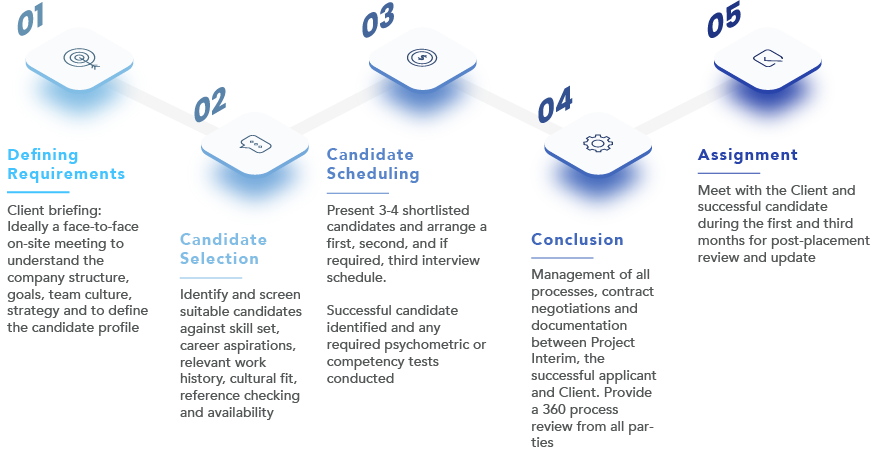 01
Defining
Requirements
Client briefing:
Ideally a face-to-face
on-site meeting to
understand the
company structure,
goals, team culture,
strategy and to define
the candidate profile
02
Candidate
Selection
Identify and screen
suitable candidates
against skill set,
career aspirations,
relevant work
history, cultural fit,
reference checking
and availability
03
Candidate
Scheduling
Present 3-4 shortlisted
candidates and arrange a
first, second, and if
required, third interview
schedule.
Successful candidate
identified and any
required psychometric or
competency tests
conducted
04
Conclusion
Management of all
processes, contract
negotiations and
documentation
between Project
Interim, the
successful applicant
and Client. Provide
a 360 process
review from all par-
ties
05
Assignment
Meet with the Client and
successful candidate
during the first and third
months for post-placement
review and update